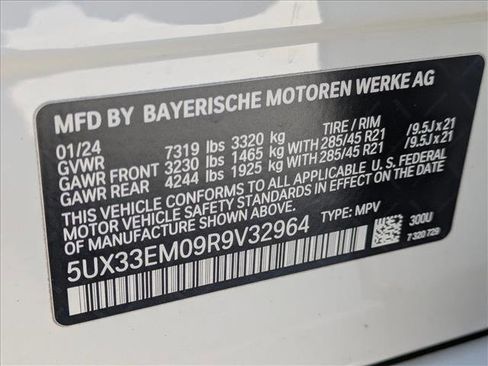 MFD BY BAYERISCHE MOTOREN WERKE AG
01/24 TIRE / RIM
GVWR 7319 lbs 3320 kg
GAWR FRONT 3230 lbs 1465 kg WITH 285/45 R21 /9.5J x 21
GAWR REAR 4244 lbs 1925 kg WITH 285/45 R21 /9.5J x 21
THIS VEHICLE CONFORMS TO ALL APPLICABLE U.S. FEDERAL
MOTOR VEHICLE SAFETY STANDARDS IN EFFECT ON THE DATE
OF MANUFACTURE SHOWN ABOVE.
5UX33EM09R9V32964 TYPE: MPV
300U
7 320 729